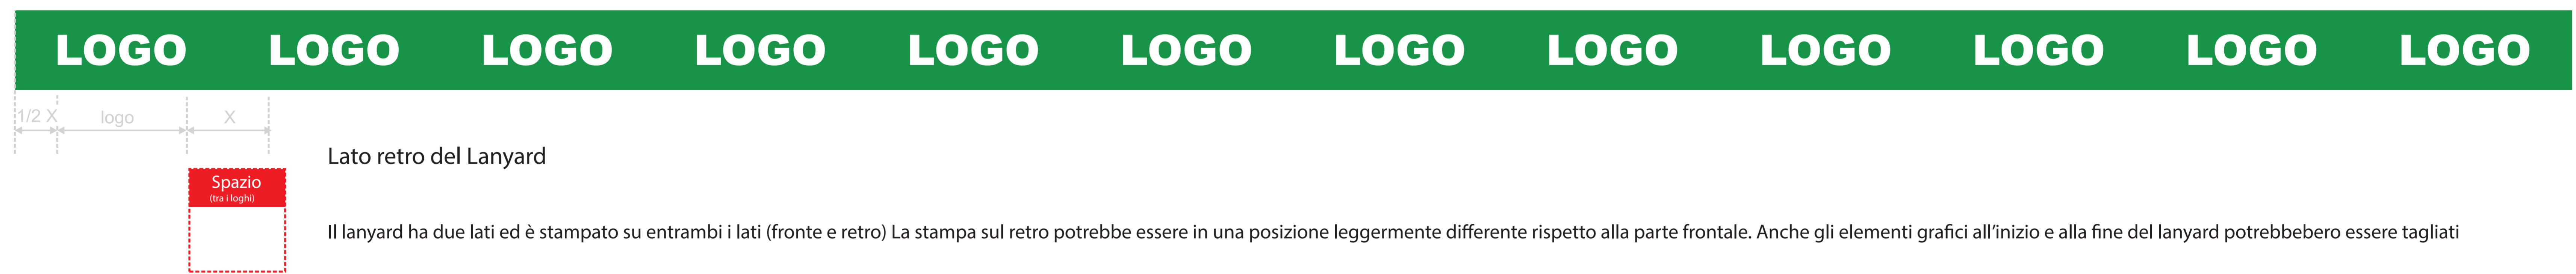 LOGO LOGO LOGO LOGO LOGO LOGO LOGO LOGO LOGO LOGO LOGO LOGO
1/2 X logo X
Lato retro del Lanyard
Spazio
(tra i loghi)
Il lanyard ha due lati ed è stampato su entrambi i lati (fronte e retro) La stampa sul retro potrebbe essere in una posizione leggermente differente rispetto alla parte frontale. Anche gli elementi grafici all’inizio e alla fine del lanyard potrebbebero essere tagliati